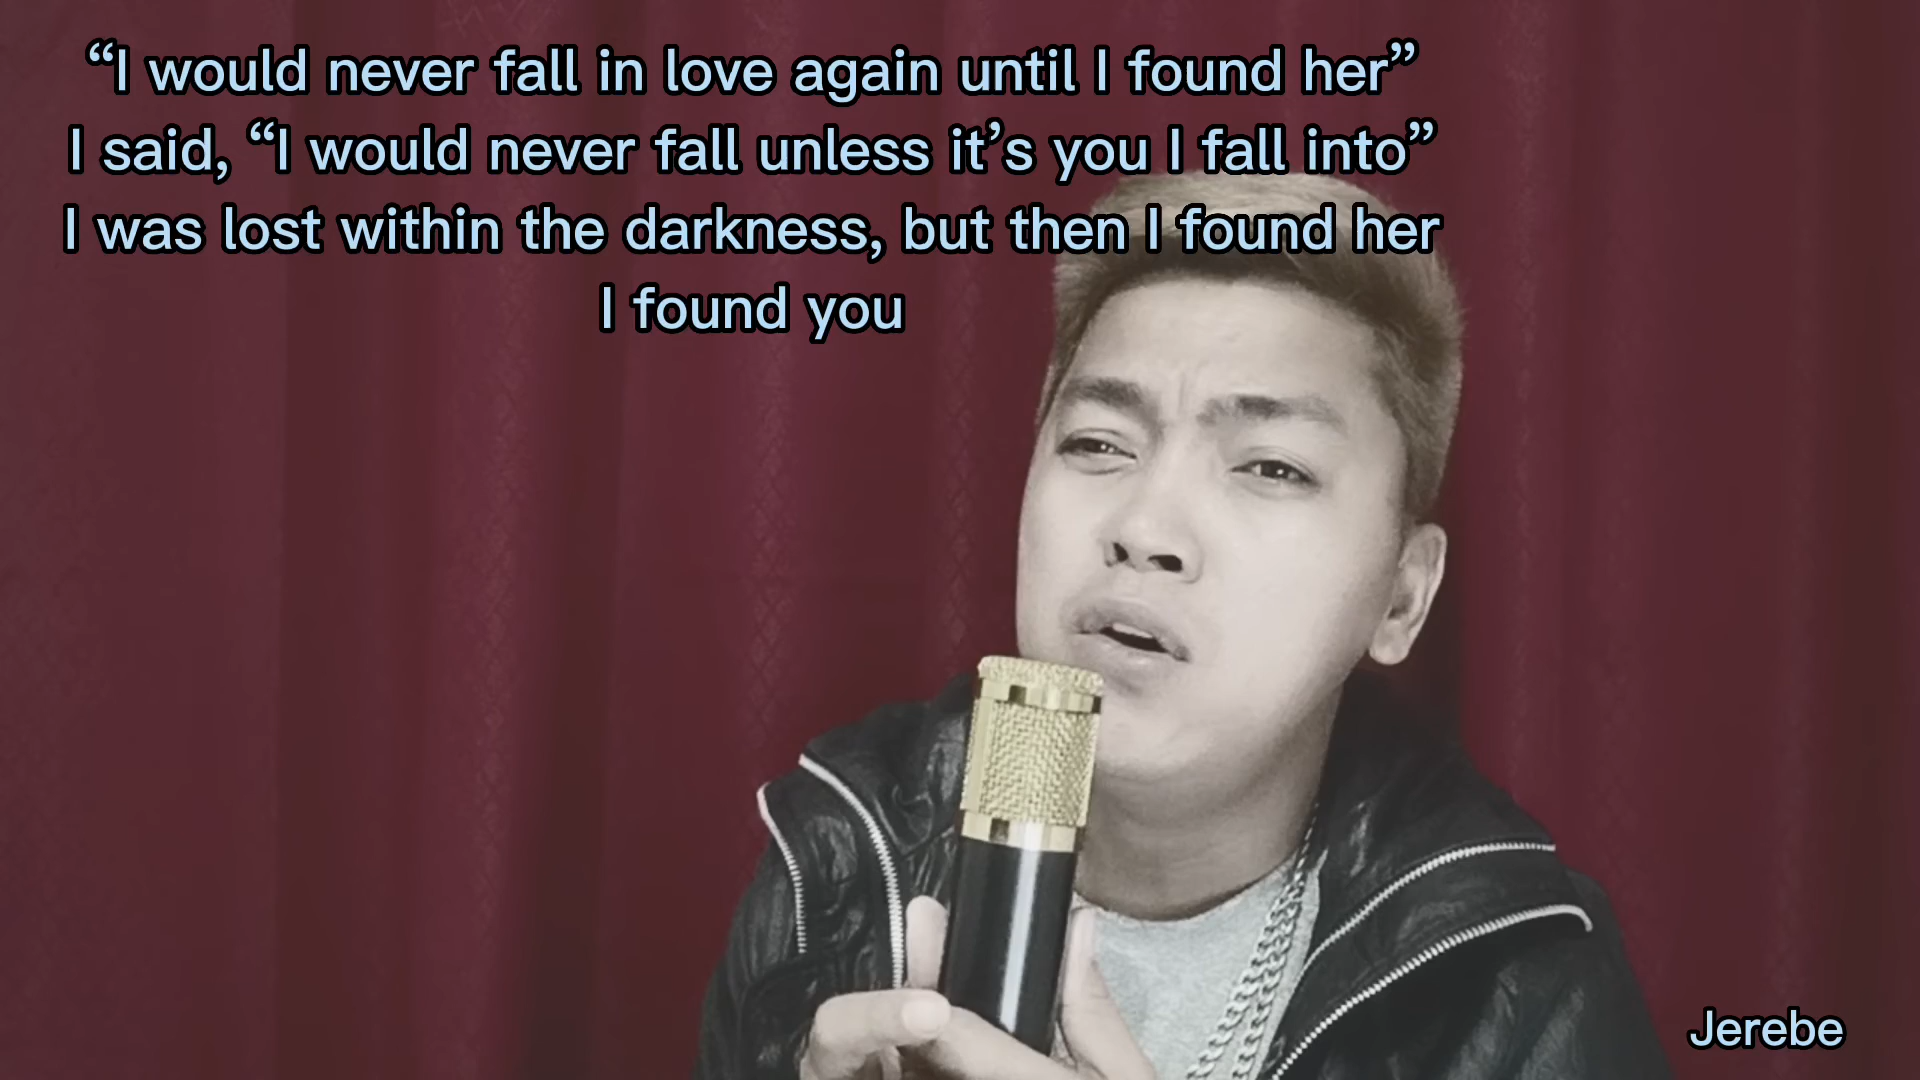 “I would never fall in love again until I found her”
I said, “I would never fall unless it’s you I fall into”
I was lost within the darkness, but then I found her
I found you
Jerebe